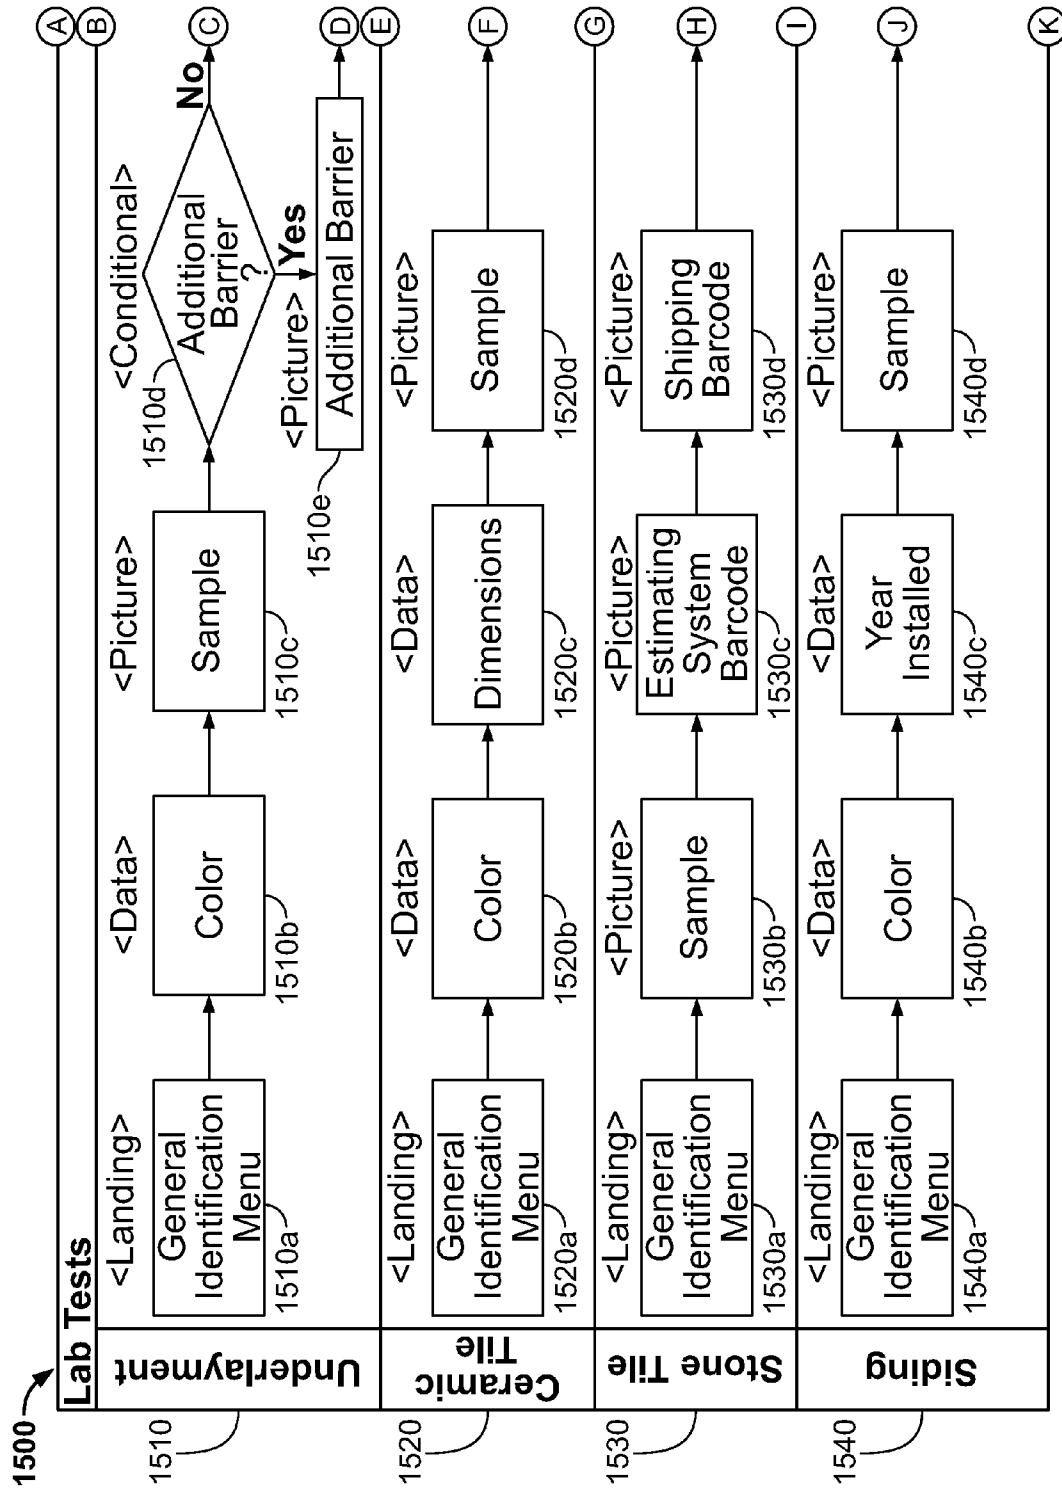 1500
Lab Tests
A
B
C
D
E
F
G
H
I
J
K
1510
Underlayment
<Landing>
General
Identification
Menu
1510a
<Data>
Color
1510b
<Picture>
Sample
1510c
<Conditional>
Additional
Barrier
?
1510d
No
Yes
<Picture>
Additional Barrier
1510e
1520
Ceramic
Tile
<Landing>
General
Identification
Menu
1520a
<Data>
Color
1520b
<Data>
Dimensions
1520c
<Picture>
Sample
1520d
1530
Stone Tile
<Landing>
General
Identification
Menu
1530a
<Picture>
Sample
1530b
<Picture>
Estimating
System
Barcode
1530c
<Picture>
Shipping
Barcode
1530d
1540
Siding
<Landing>
General
Identification
Menu
1540a
<Data>
Color
1540b
<Data>
Year
Installed
1540c
<Picture>
Sample
1540d